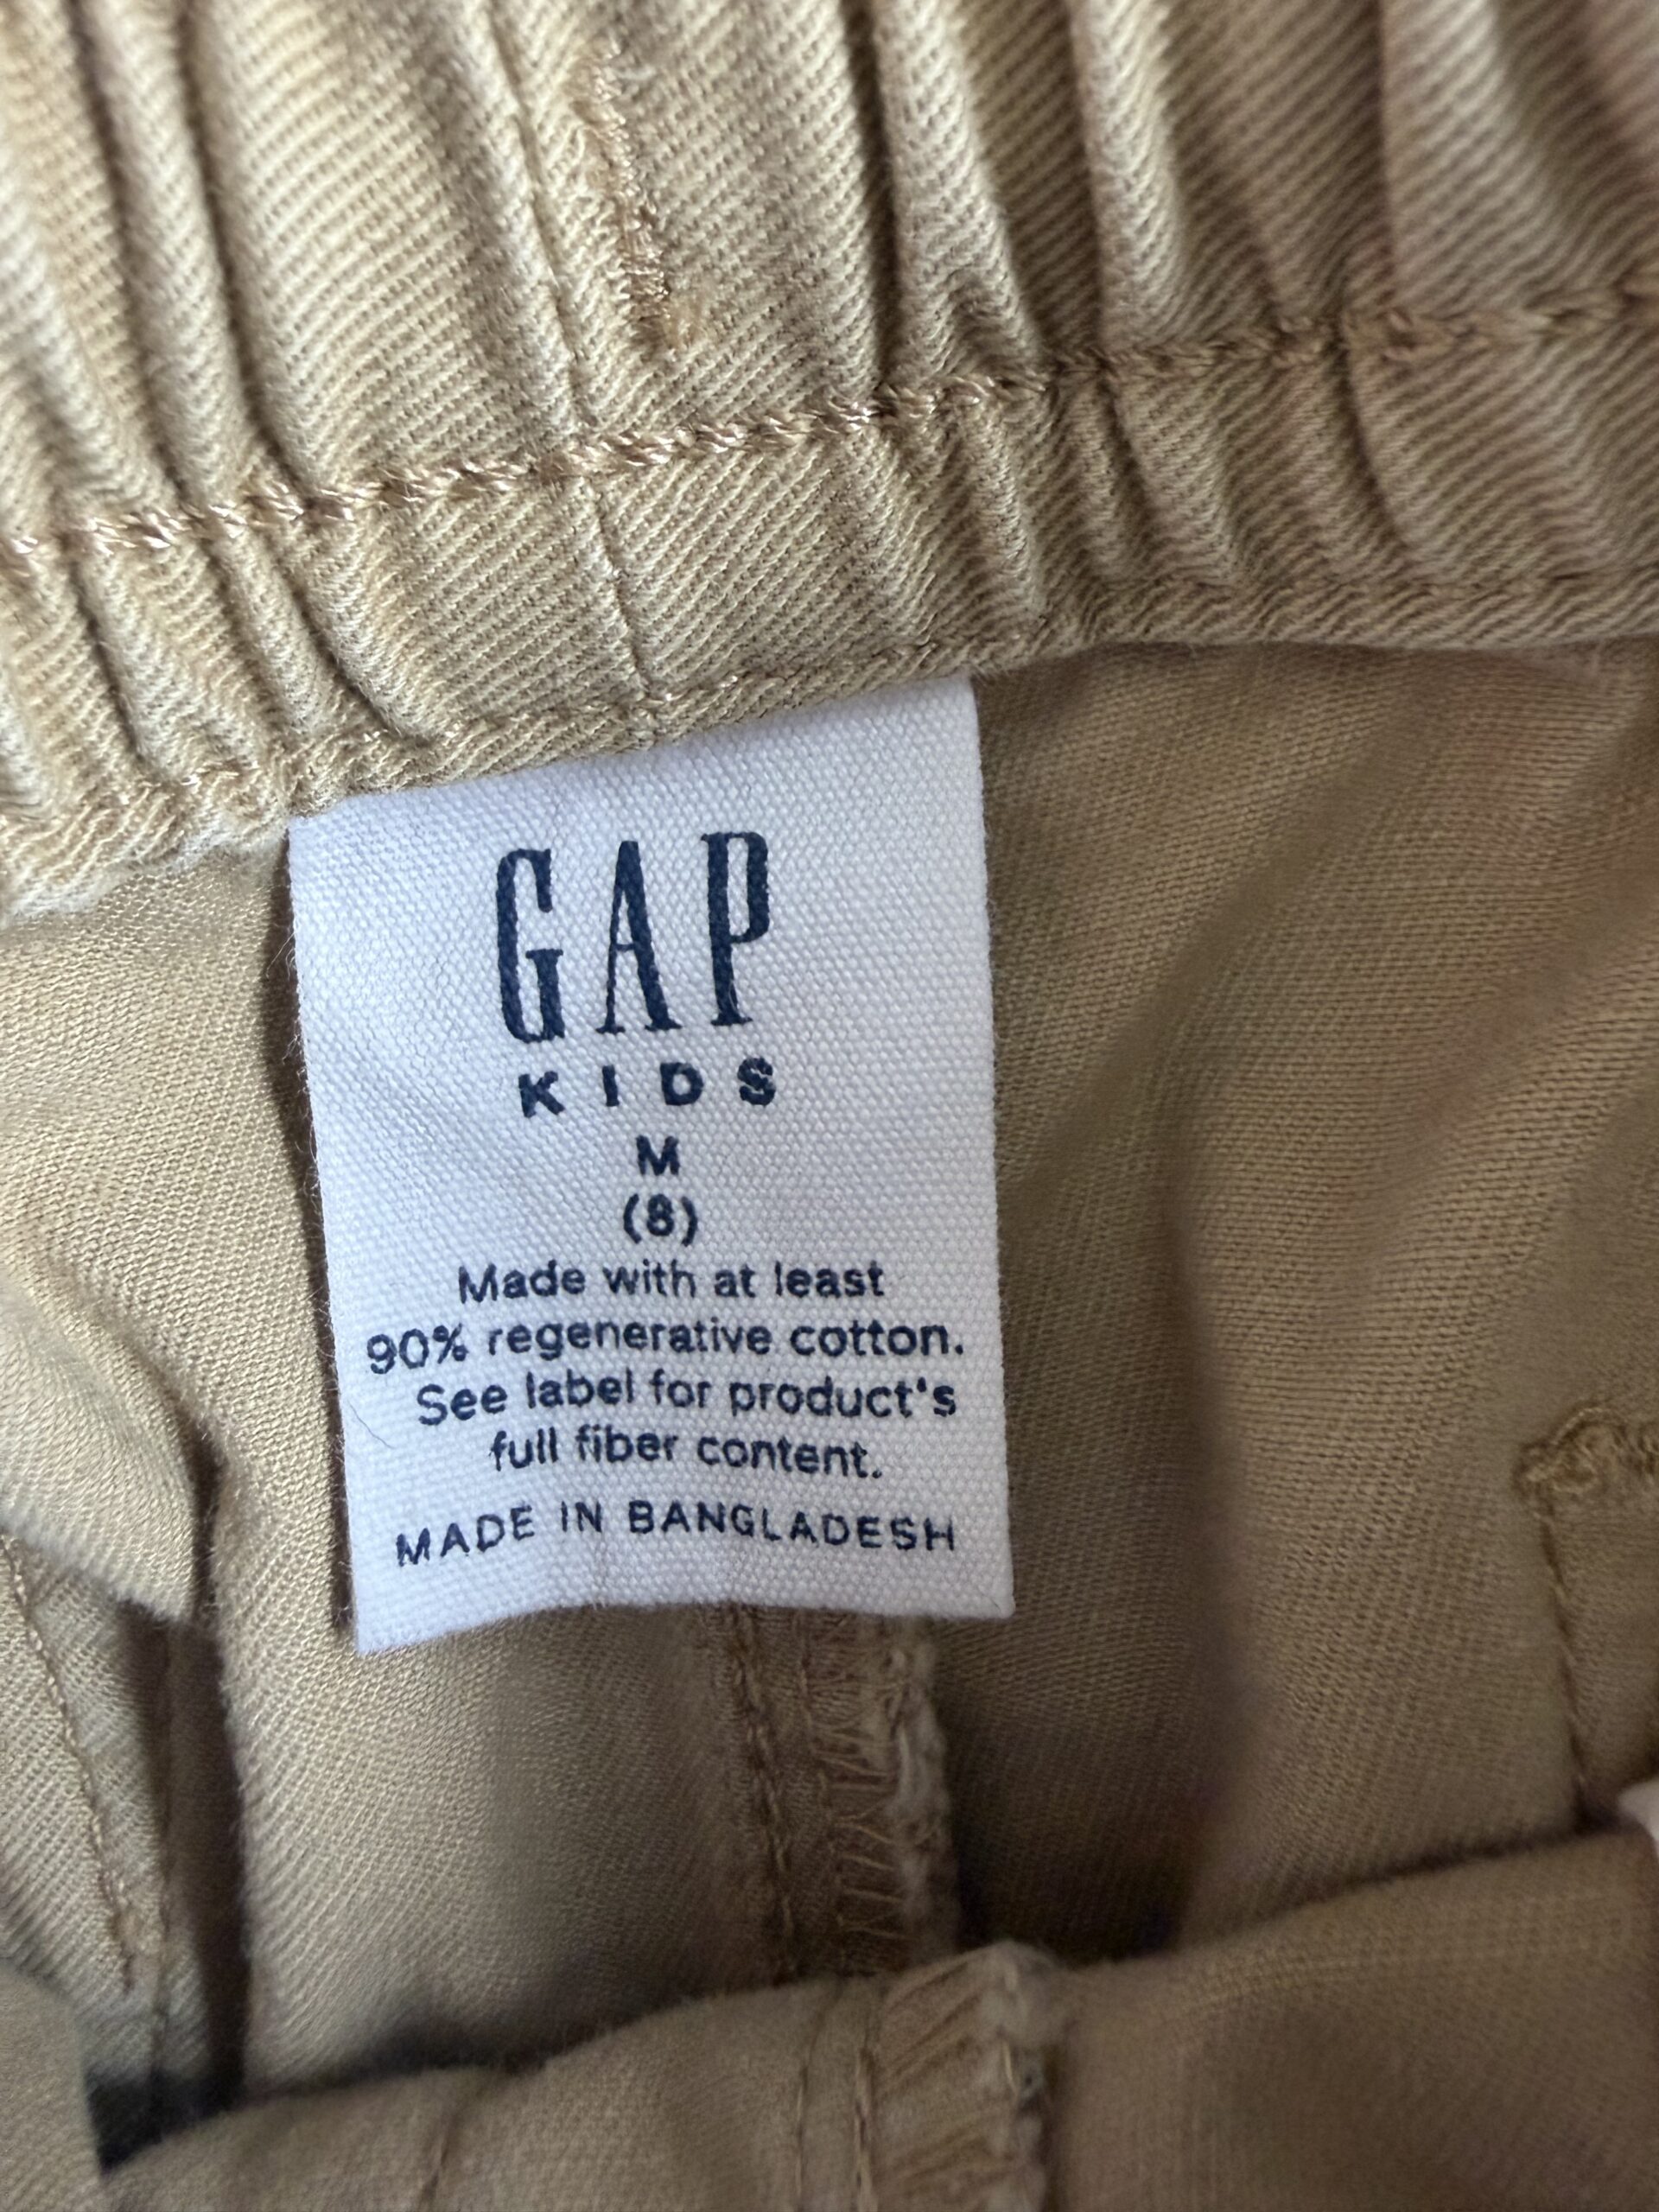 GAP
KIDS
M
(8)
Made with at least
90% regenerative cotton.
See label for product's
full fiber content.
MADE IN BANGLADESH